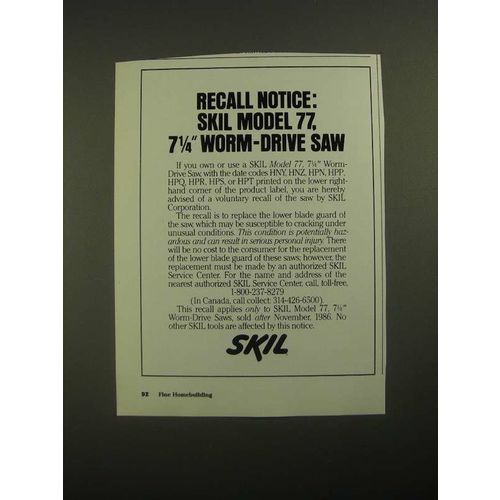 RECALL NOTICE:
SKIL MODEL 77,
7¼" WORM-DRIVE SAW
If you own or use a SKIL Model 77, 7¼" Worm-
Drive Saw, with the date codes HNY, HNZ, HPN, HPP,
HPQ, HPR, HPS, or HPT printed on the lower right-
hand corner of the product label, you are hereby
advised of a voluntary recall of the saw by SKIL
Corporation.
The recall is to replace the lower blade guard of
the saw, which may be susceptible to cracking under
unusual conditions. This condition is potentially haz-
ardous and can result in serious personal injury. There
will be no cost to the consumer for the replacement
of the lower blade guard of these saws; however, the
replacement must be made by an authorized SKIL
Service Center. For the name and address of the
nearest authorized SKIL Service Center, call, toll-free,
1-800-237-8279
(In Canada, call collect: 314-426-6500).
This recall applies only to SKIL Model 77, 7¼"
Worm-Drive Saws, sold after November, 1986. No
other SKIL tools are affected by this notice.
SKIL
92 Fine Homebuilding